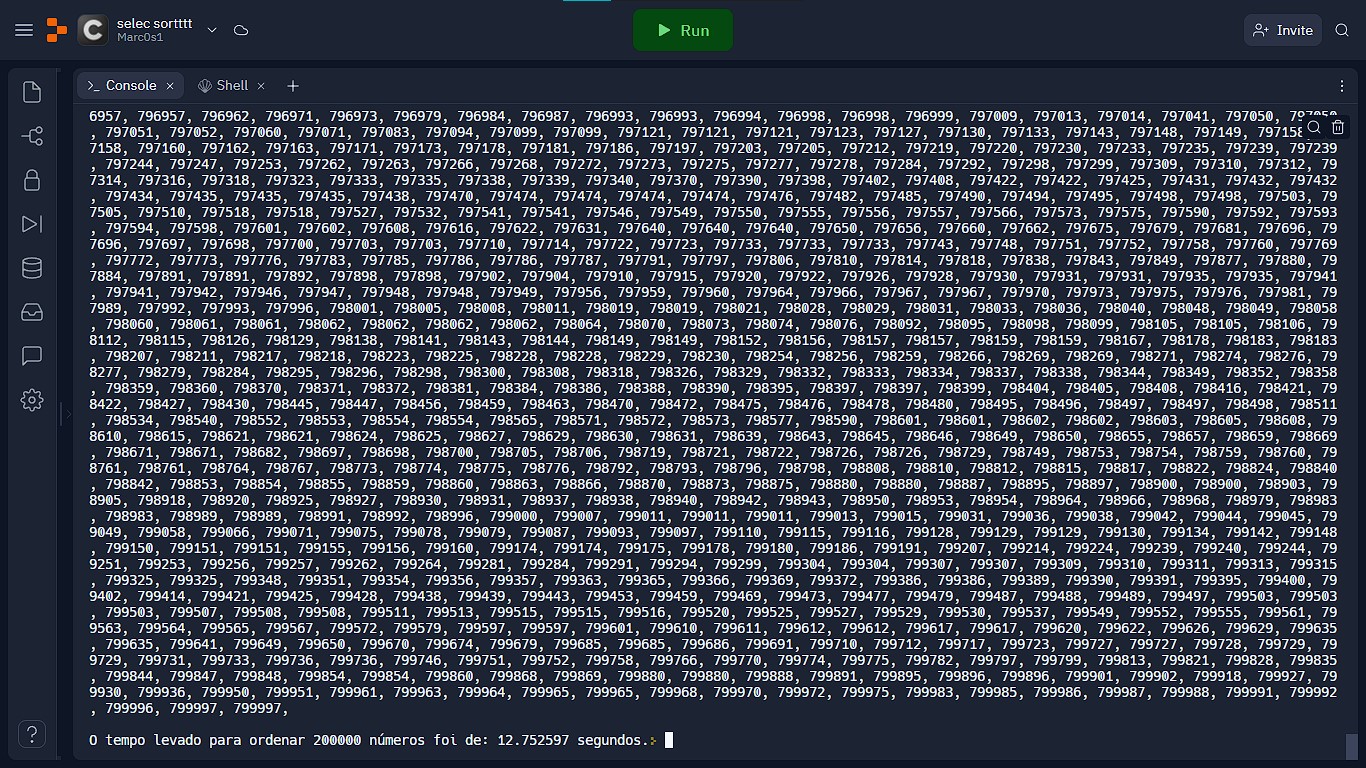 selec sortttt
Marc0s1
Run
Invite
>_ Console ×
Shell ×
6957, 796957, 796962, 796971, 796973, 796979, 796984, 796987, 796993, 796993, 796994, 796998, 796998, 796999, 797009, 797013, 797014, 797041, 797050, 797050
, 797051, 797052, 797060, 797071, 797083, 797094, 797099, 797099, 797121, 797121, 797121, 797123, 797127, 797130, 797133, 797143, 797148, 797149, 797158
7158, 797160, 797162, 797163, 797171, 797173, 797178, 797181, 797186, 797197, 797203, 797205, 797212, 797219, 797220, 797230, 797233, 797235, 797239, 797239
, 797244, 797247, 797253, 797262, 797263, 797266, 797268, 797272, 797273, 797275, 797277, 797278, 797284, 797292, 797298, 797299, 797309, 797310, 797312, 79
7314, 797316, 797318, 797323, 797333, 797335, 797338, 797339, 797340, 797370, 797390, 797398, 797402, 797408, 797422, 797422, 797425, 797431, 797432, 797432
, 797434, 797435, 797435, 797435, 797438, 797470, 797474, 797474, 797474, 797474, 797476, 797482, 797485, 797490, 797494, 797495, 797498, 797498, 797503, 79
7505, 797510, 797518, 797518, 797527, 797532, 797541, 797541, 797546, 797549, 797550, 797555, 797556, 797557, 797566, 797573, 797575, 797590, 797592, 797593
, 797594, 797598, 797601, 797602, 797608, 797616, 797622, 797631, 797640, 797640, 797640, 797650, 797656, 797660, 797662, 797675, 797679, 797681, 797696, 79
7696, 797697, 797698, 797700, 797703, 797703, 797710, 797714, 797722, 797723, 797733, 797733, 797733, 797743, 797748, 797751, 797752, 797758, 797760, 797769
, 797772, 797773, 797776, 797783, 797785, 797786, 797786, 797787, 797791, 797797, 797806, 797810, 797814, 797818, 797838, 797843, 797849, 797877, 797880, 79
7884, 797891, 797891, 797892, 797898, 797898, 797902, 797904, 797910, 797915, 797920, 797922, 797926, 797928, 797930, 797931, 797931, 797935, 797935, 797941
, 797941, 797942, 797946, 797947, 797948, 797948, 797949, 797956, 797959, 797960, 797964, 797966, 797967, 797967, 797970, 797973, 797975, 797976, 797981, 79
7989, 797992, 797993, 797996, 798001, 798005, 798008, 798011, 798019, 798019, 798021, 798028, 798029, 798031, 798033, 798036, 798040, 798048, 798049, 798058
, 798060, 798061, 798061, 798062, 798062, 798062, 798062, 798064, 798070, 798073, 798074, 798076, 798092, 798095, 798098, 798099, 798105, 798105, 798106, 79
8112, 798115, 798126, 798129, 798138, 798141, 798143, 798144, 798149, 798149, 798152, 798156, 798157, 798157, 798159, 798159, 798167, 798178, 798183, 798183
, 798207, 798211, 798217, 798218, 798223, 798225, 798228, 798228, 798229, 798230, 798254, 798256, 798259, 798266, 798269, 798269, 798271, 798274, 798276, 79
8277, 798279, 798284, 798295, 798296, 798298, 798300, 798308, 798318, 798326, 798329, 798332, 798333, 798334, 798337, 798338, 798344, 798349, 798352, 798358
, 798359, 798360, 798370, 798371, 798372, 798381, 798384, 798386, 798388, 798390, 798395, 798397, 798397, 798399, 798404, 798405, 798408, 798416, 798421, 79
8422, 798427, 798430, 798445, 798447, 798456, 798459, 798463, 798470, 798472, 798475, 798476, 798478, 798480, 798495, 798496, 798497, 798497, 798498, 798511
, 798534, 798540, 798552, 798553, 798554, 798554, 798565, 798571, 798572, 798573, 798577, 798590, 798601, 798601, 798602, 798602, 798603, 798605, 798608, 79
8610, 798615, 798621, 798621, 798624, 798625, 798627, 798629, 798630, 798631, 798639, 798643, 798645, 798646, 798649, 798650, 798655, 798657, 798659, 798669
, 798671, 798671, 798682, 798697, 798698, 798700, 798705, 798706, 798719, 798721, 798722, 798726, 798726, 798729, 798749, 798753, 798754, 798759, 798760, 79
8761, 798761, 798764, 798767, 798773, 798774, 798775, 798776, 798792, 798793, 798796, 798798, 798808, 798810, 798812, 798815, 798817, 798822, 798824, 798840
, 798842, 798853, 798854, 798855, 798859, 798860, 798863, 798866, 798870, 798873, 798875, 798880, 798880, 798887, 798895, 798897, 798900, 798900, 798903, 79
8905, 798918, 798920, 798925, 798927, 798930, 798931, 798937, 798938, 798940, 798942, 798943, 798950, 798953, 798954, 798964, 798966, 798968, 798979, 798983
, 798983, 798989, 798989, 798991, 798992, 798996, 799000, 799007, 799011, 799011, 799011, 799013, 799015, 799031, 799036, 799038, 799042, 799044, 799045, 79
9049, 799058, 799066, 799071, 799075, 799078, 799079, 799087, 799093, 799097, 799110, 799115, 799116, 799128, 799129, 799129, 799130, 799134, 799142, 799148
, 799150, 799151, 799151, 799155, 799156, 799160, 799174, 799174, 799175, 799178, 799180, 799186, 799191, 799207, 799214, 799224, 799239, 799240, 799244, 79
9251, 799253, 799256, 799257, 799262, 799264, 799281, 799284, 799291, 799294, 799299, 799304, 799304, 799307, 799307, 799309, 799310, 799311, 799313, 799315
, 799325, 799325, 799348, 799351, 799354, 799356, 799357, 799363, 799365, 799366, 799369, 799372, 799386, 799386, 799389, 799390, 799391, 799395, 799400, 79
9402, 799414, 799421, 799425, 799428, 799438, 799439, 799443, 799453, 799459, 799469, 799473, 799477, 799479, 799487, 799488, 799489, 799497, 799503, 799503
, 799503, 799507, 799508, 799508, 799511, 799513, 799515, 799515, 799516, 799520, 799525, 799527, 799529, 799530, 799537, 799549, 799552, 799555, 799561, 79
9563, 799564, 799565, 799567, 799572, 799579, 799597, 799597, 799601, 799610, 799611, 799612, 799612, 799617, 799617, 799620, 799622, 799626, 799629, 799635
, 799635, 799641, 799649, 799650, 799670, 799674, 799679, 799685, 799685, 799686, 799691, 799710, 799712, 799717, 799723, 799727, 799727, 799728, 799729, 79
9729, 799731, 799733, 799736, 799736, 799746, 799751, 799752, 799758, 799766, 799770, 799774, 799775, 799782, 799797, 799799, 799813, 799821, 799828, 799835
, 799844, 799847, 799848, 799854, 799854, 799860, 799868, 799869, 799880, 799880, 799888, 799891, 799895, 799896, 799896, 799901, 799902, 799918, 799927, 79
9930, 799936, 799950, 799951, 799961, 799963, 799964, 799965, 799965, 799968, 799970, 799972, 799975, 799983, 799985, 799986, 799987, 799988, 799991, 799992
, 799996, 799997, 799997,
O tempo levado para ordenar 200000 números foi de: 12.752597 segundos.>